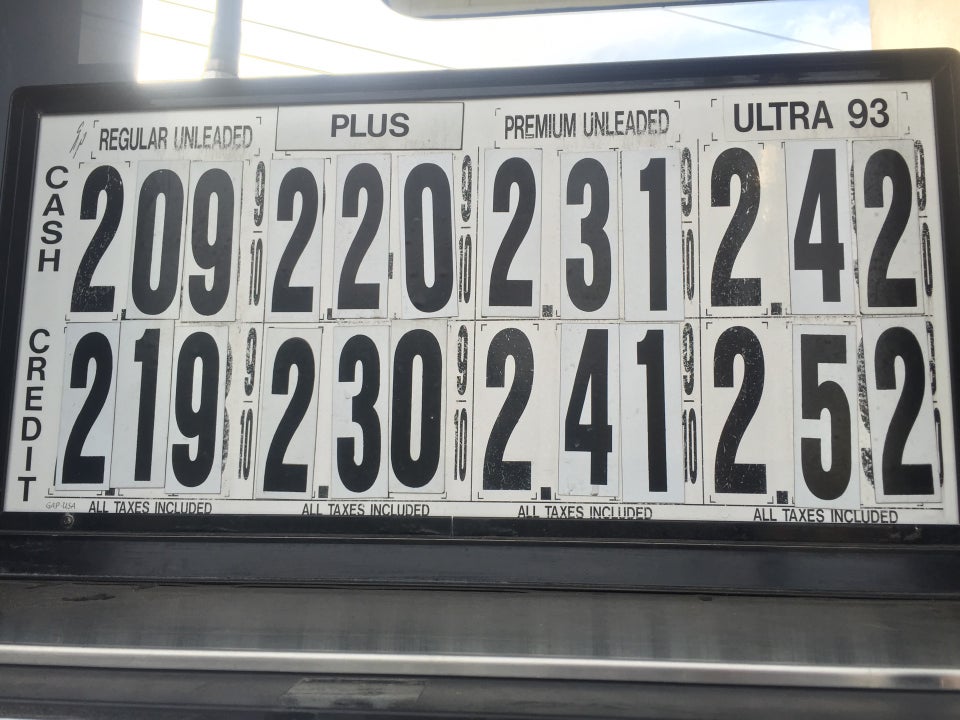 REGULAR UNLEADED PLUS PREMIUM UNLEADED ULTRA 93
CASH 2.09 9/10 2.20 9/10 2.31 9/10 2.42 9/10
CREDIT 2.19 9/10 2.30 9/10 2.41 9/10 2.52 9/10
GAP-USA ALL TAXES INCLUDED ALL TAXES INCLUDED ALL TAXES INCLUDED ALL TAXES INCLUDED